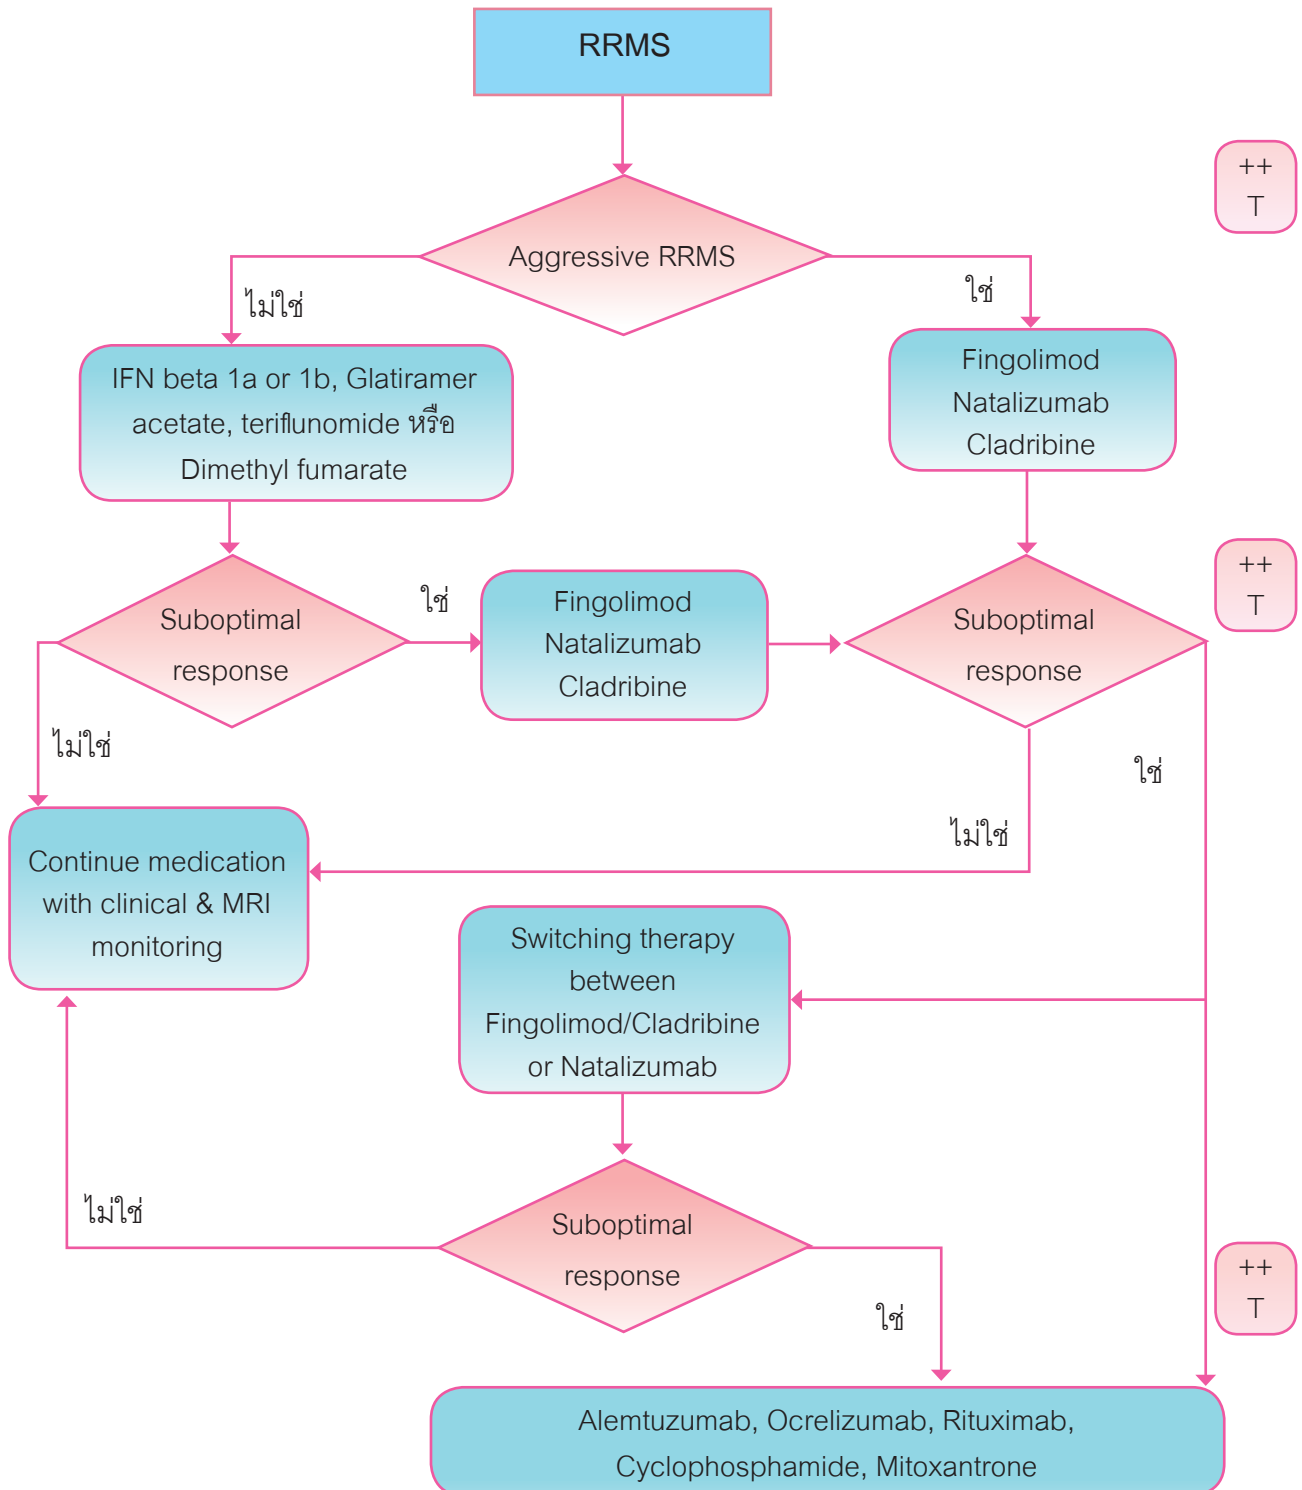 RRMS
++
T
Aggressive RRMS
ไม่ใช่
ใช่
IFN beta 1a or 1b, Glatiramer
acetate, teriflunomide หรือ
Dimethyl fumarate
Fingolimod
Natalizumab
Cladribine
Suboptimal
response
ใช่
Fingolimod
Natalizumab
Cladribine
Suboptimal
response
++
T
ไม่ใช่
ใช่
ไม่ใช่
Continue medication
with clinical & MRI
monitoring
Switching therapy
between
Fingolimod/Cladribine
or Natalizumab
ไม่ใช่
Suboptimal
response
ใช่
++
T
Alemtuzumab, Ocrelizumab, Rituximab,
Cyclophosphamide, Mitoxantrone